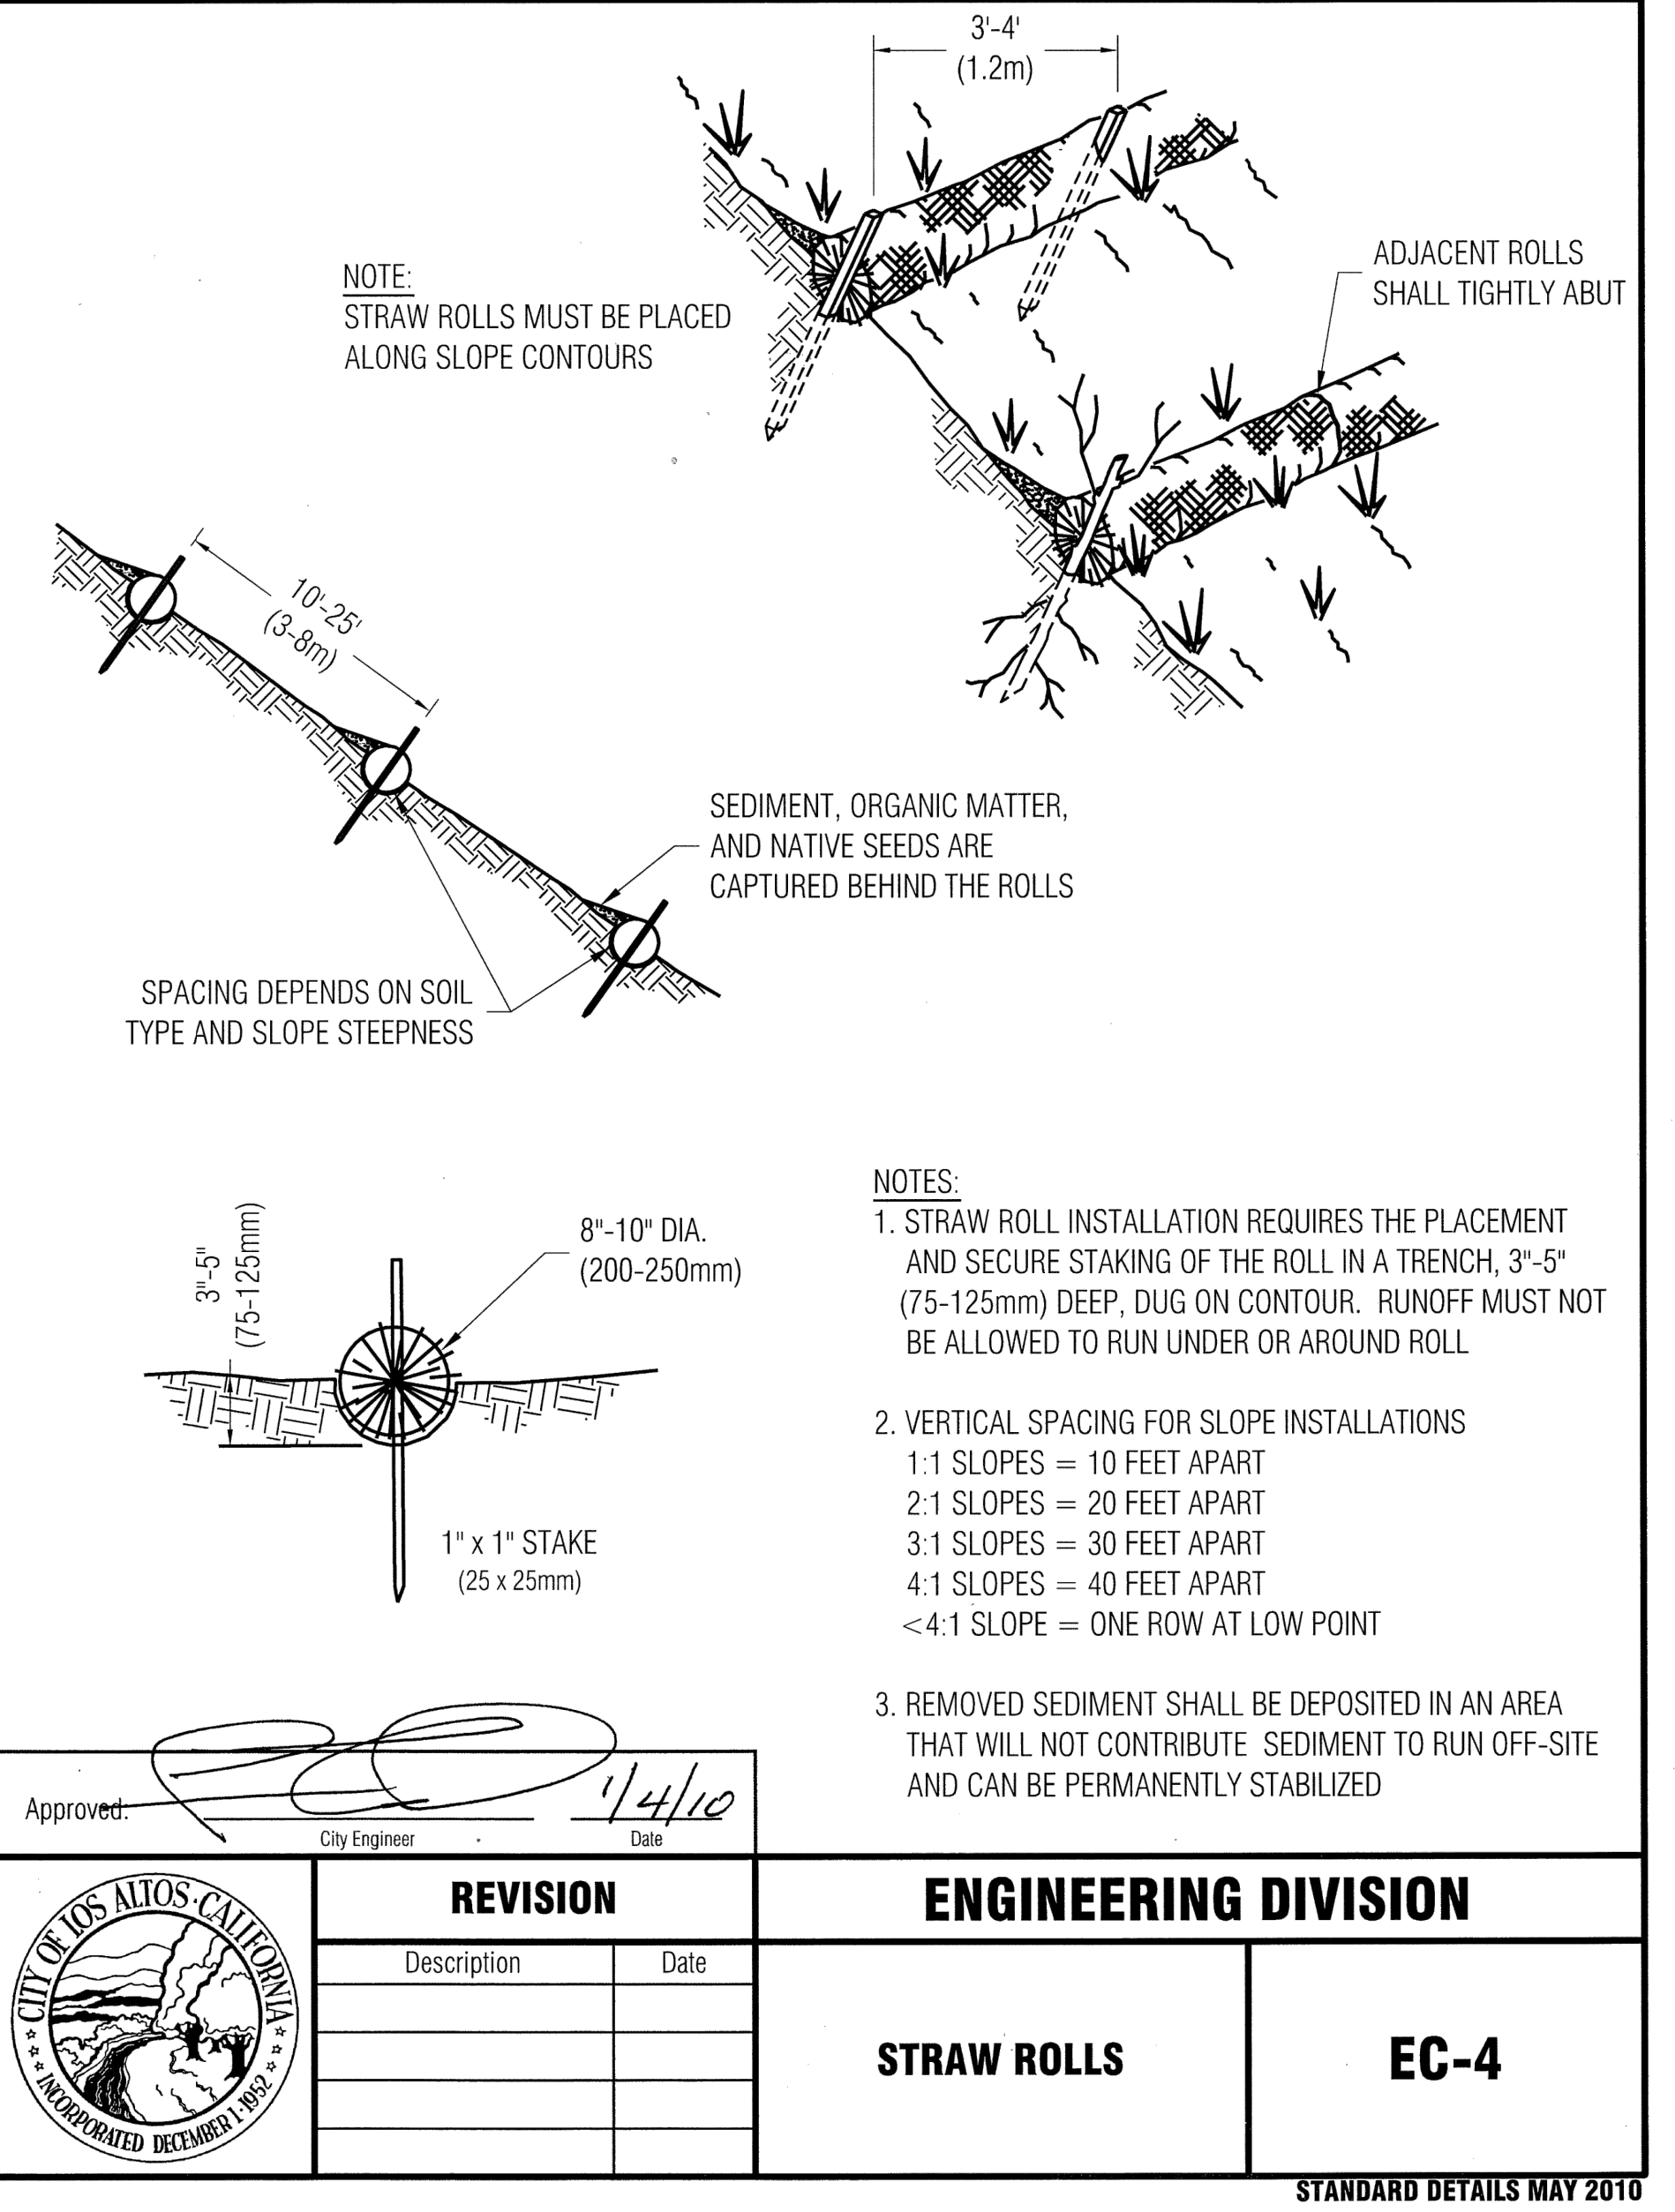 3'-4'
(1.2m)
NOTE:
STRAW ROLLS MUST BE PLACED
ALONG SLOPE CONTOURS
ADJACENT ROLLS
SHALL TIGHTLY ABUT
10'-25'
(3-8m)
SEDIMENT, ORGANIC MATTER,
AND NATIVE SEEDS ARE
CAPTURED BEHIND THE ROLLS
SPACING DEPENDS ON SOIL
TYPE AND SLOPE STEEPNESS
3"-5"
(75-125mm)
8"-10" DIA.
(200-250mm)
1" x 1" STAKE
(25 x 25mm)
NOTES:
1. STRAW ROLL INSTALLATION REQUIRES THE PLACEMENT
AND SECURE STAKING OF THE ROLL IN A TRENCH, 3"-5"
(75-125mm) DEEP, DUG ON CONTOUR. RUNOFF MUST NOT
BE ALLOWED TO RUN UNDER OR AROUND ROLL
2. VERTICAL SPACING FOR SLOPE INSTALLATIONS
1:1 SLOPES = 10 FEET APART
2:1 SLOPES = 20 FEET APART
3:1 SLOPES = 30 FEET APART
4:1 SLOPES = 40 FEET APART
<4:1 SLOPE = ONE ROW AT LOW POINT
3. REMOVED SEDIMENT SHALL BE DEPOSITED IN AN AREA
THAT WILL NOT CONTRIBUTE SEDIMENT TO RUN OFF-SITE
AND CAN BE PERMANENTLY STABILIZED
Approved:
1/4/10
City Engineer
Date
CITY OF LOS ALTOS·CALIFORNIA
INCORPORATED DECEMBER 1·1952
REVISION
Description
Date
ENGINEERING DIVISION
STRAW ROLLS
EC-4
STANDARD DETAILS MAY 2010